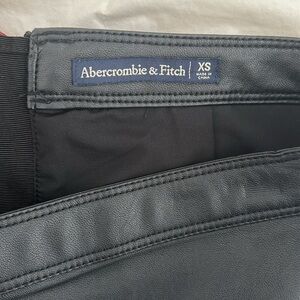 Abercrombie & Fitch
XS
MADE IN
CHINA